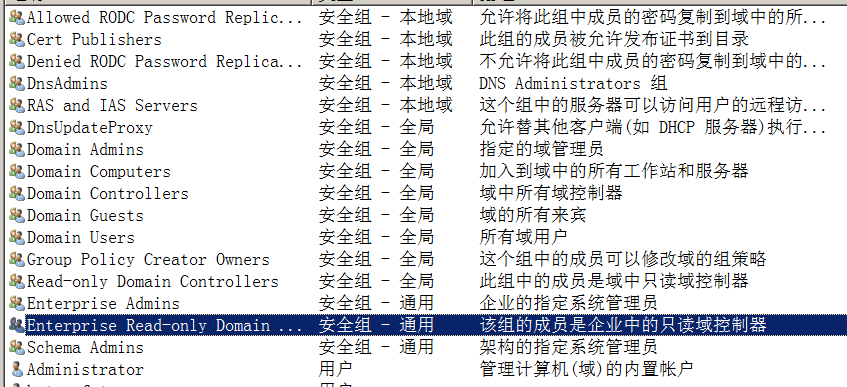 Allowed RODC Password Replic... 安全组 - 本地域 允许将此组中成员的密码复制到域中的所...
Cert Publishers 安全组 - 本地域 此组的成员被允许发布证书到目录
Denied RODC Password Replica... 安全组 - 本地域 不允许将此组中成员的密码复制到域中的...
DnsAdmins 安全组 - 本地域 DNS Administrators 组
RAS and IAS Servers 安全组 - 本地域 这个组中的服务器可以访问用户的远程访...
DnsUpdateProxy 安全组 - 全局 允许替其他客户端(如 DHCP 服务器)执行...
Domain Admins 安全组 - 全局 指定的域管理员
Domain Computers 安全组 - 全局 加入到域中的所有工作站和服务器
Domain Controllers 安全组 - 全局 域中所有域控制器
Domain Guests 安全组 - 全局 域的所有来宾
Domain Users 安全组 - 全局 所有域用户
Group Policy Creator Owners 安全组 - 全局 这个组中的成员可以修改域的组策略
Read-only Domain Controllers 安全组 - 全局 此组中的成员是域中只读域控制器
Enterprise Admins 安全组 - 通用 企业的指定系统管理员
Enterprise Read-only Domain ... 安全组 - 通用 该组的成员是企业中的只读域控制器
Schema Admins 安全组 - 通用 架构的指定系统管理员
Administrator 用户 管理计算机(域)的内置帐户